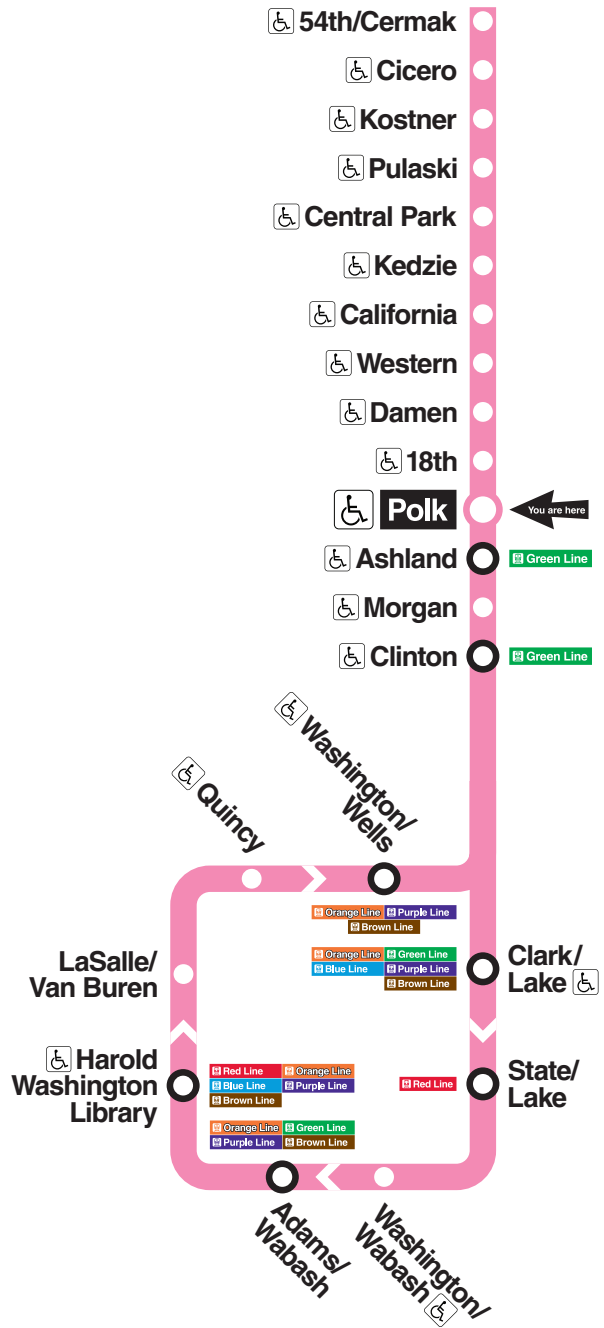 54th/Cermak
Cicero
Kostner
Pulaski
Central Park
Kedzie
California
Western
Damen
18th
Polk
You are here
Ashland
Green Line
Morgan
Clinton
Green Line
Washington/
Wells
Quincy
Orange Line Purple Line
Brown Line
Orange Line Green Line
Blue Line Purple Line
Brown Line
Clark/
Lake
LaSalle/
Van Buren
Harold
Washington
Library
Red Line Orange Line
Blue Line Purple Line
Brown Line
Red Line
State/
Lake
Orange Line Green Line
Purple Line Brown Line
Adams/
Wabash
Washington/
Wabash